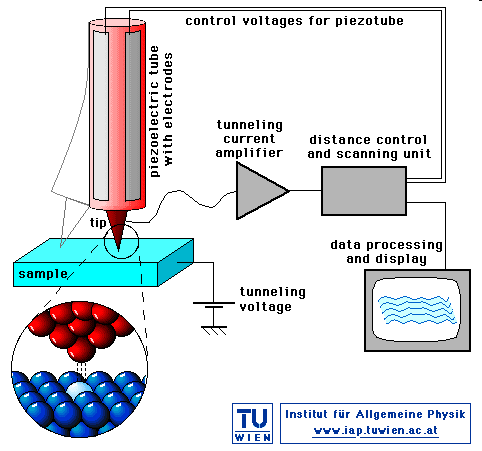 control voltages for piezotube
piezoelectric tube
with electrodes
tunneling
current
amplifier
distance control
and scanning unit
tip
sample
data processing
and display
tunneling
voltage
TU
WIEN
Institut für Allgemeine Physik
www.iap.tuwien.ac.at